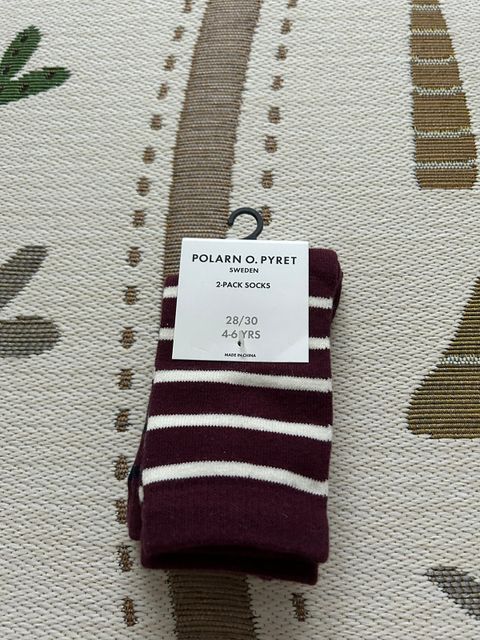 POLARN O. PYRET
SWEDEN
2-PACK SOCKS
28/30
4-6 YRS
MADE IN CHINA